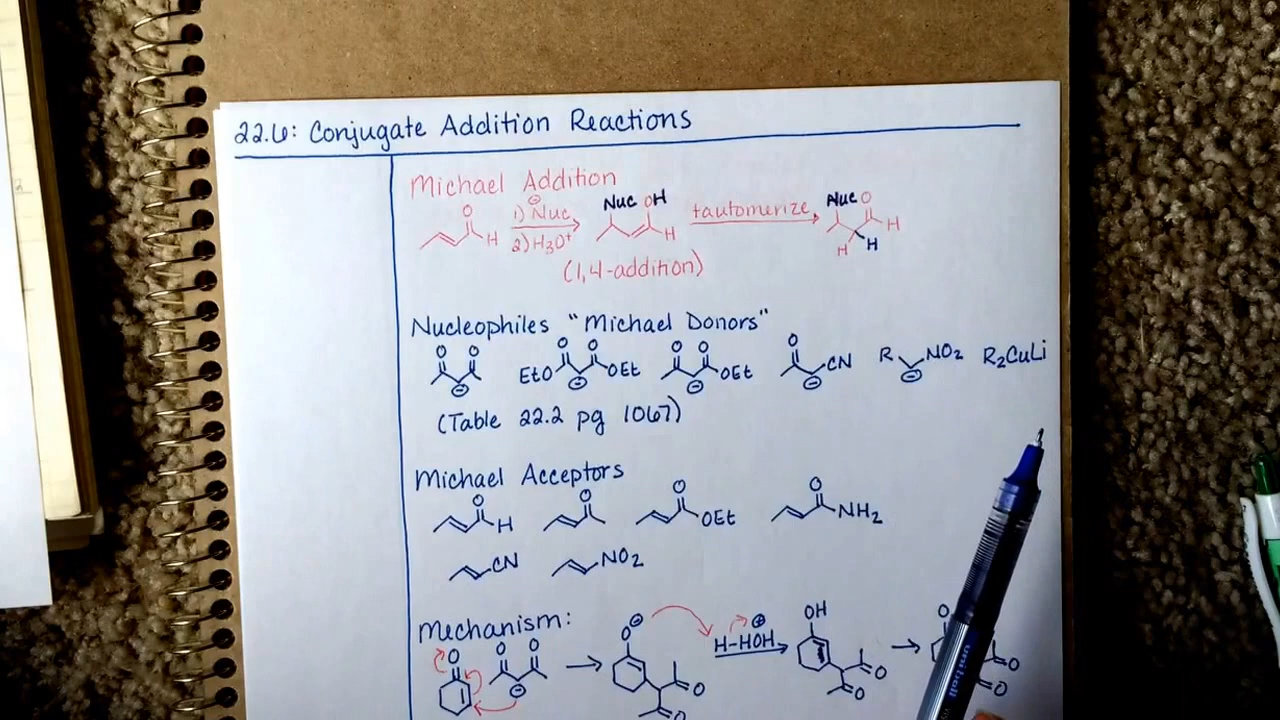 22.6: Conjugate Addition Reactions
Michael Addition
O H 1) ⊖Nuc 2) H3O+ Nuc OH H tautomerize Nuc O H H H
(1,4-addition)
Nucleophiles "Michael Donors"
O O ⊖ EtO O O OEt ⊖ O O OEt ⊖ O CN ⊖ R NO2 ⊖ R2CuLi
(Table 22.2 pg 1067)
Michael Acceptors
O H O O OEt O NH2
CN NO2
Mechanism:
O O O ⊖ O⊖ O O H-HOH ⊕ OH O O O O O
uniball